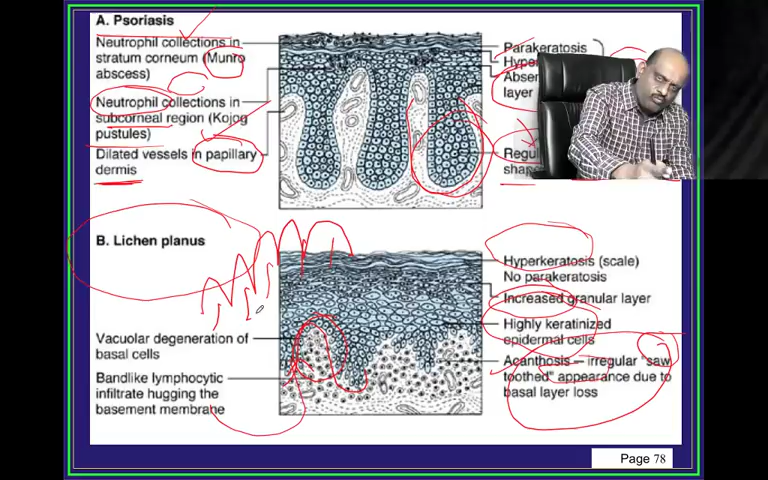 A. Psoriasis
Neutrophil collections in
stratum corneum (Munro
abscess)
Neutrophil collections in
subcorneal region (Kojog
pustules)
Dilated vessels in papillary
dermis
Parakeratosis
layer
B. Lichen planus
Vacuolar degeneration of
basal cells
Bandlike lymphocytic
infiltrate hugging the
basement membrane
Hyperkeratosis (scale)
No parakeratosis
Increased granular layer
Highly keratinized
epidermal cells
Acanthosis – irregular "saw
toothed" appearance due to
basal layer loss
Page 78